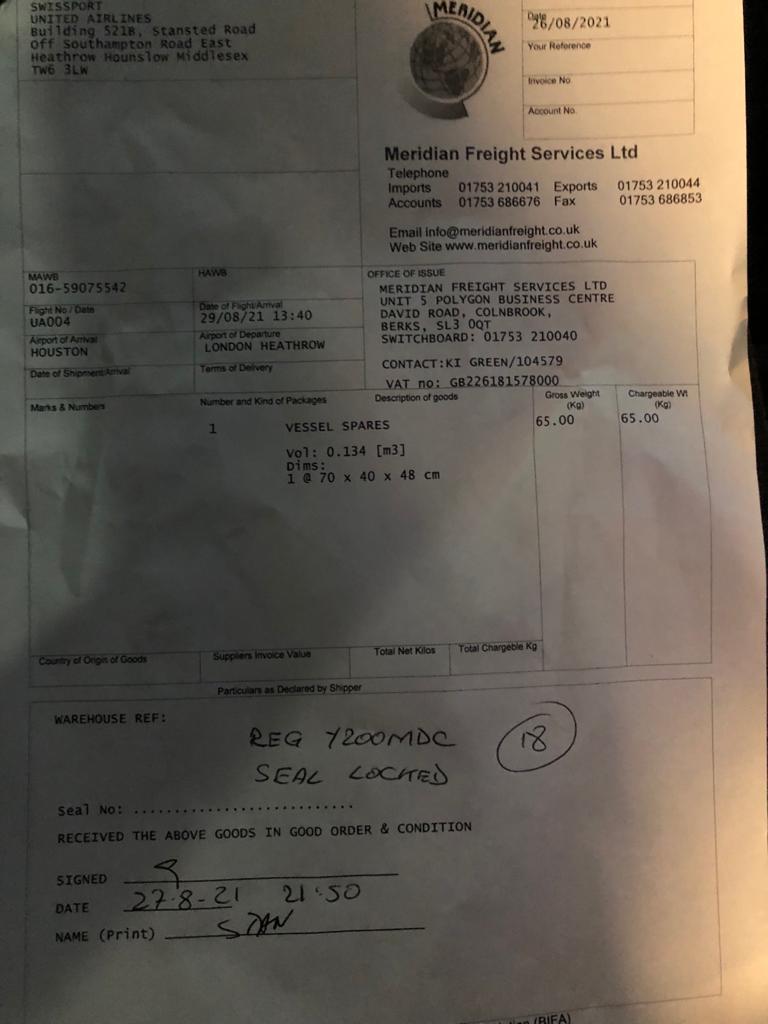 SWISSPORT
UNITED AIRLINES
Building 521B, Stansted Road
Off Southampton Road East
Heathrow Hounslow Middlesex
TW6 3LW
MERIDIAN
Date
26/08/2021
Your Reference
Invoice No.
Account No.
Meridian Freight Services Ltd
Telephone
Imports 01753 210041 Exports 01753 210044
Accounts 01753 686676 Fax 01753 686853
Email info@meridianfreight.co.uk
Web Site www.meridianfreight.co.uk
MAWB
016-59075542
HAWB
Flight No / Date
UA004
Date of Flight/Arrival
29/08/21 13:40
Airport of Arrival
HOUSTON
Airport of Departure
LONDON HEATHROW
Date of Shipment/Arrival
Terms of Delivery
OFFICE OF ISSUE
MERIDIAN FREIGHT SERVICES LTD
UNIT 5 POLYGON BUSINESS CENTRE
DAVID ROAD, COLNBROOK,
BERKS, SL3 0QT
SWITCHBOARD: 01753 210040
CONTACT:KI GREEN/104579
VAT no: GB226181578000
Marks & Numbers
Number and Kind of Packages
Description of goods
Gross Weight
(Kg)
Chargeable Wt
(Kg)
1 VESSEL SPARES 65.00 65.00
Vol: 0.134 [m3]
Dims:
1 @ 70 x 40 x 48 cm
Country of Origin of Goods
Suppliers Invoice Value
Total Net Kilos
Total Chargeble Kg
Particulars as Declared by Shipper
WAREHOUSE REF:
REG Y200MDC
18
SEAL LOCKED
Seal No: ...........................
RECEIVED THE ABOVE GOODS IN GOOD ORDER & CONDITION
SIGNED
DATE 27-8-21 21:50
NAME (Print) STAN
(BIFA)